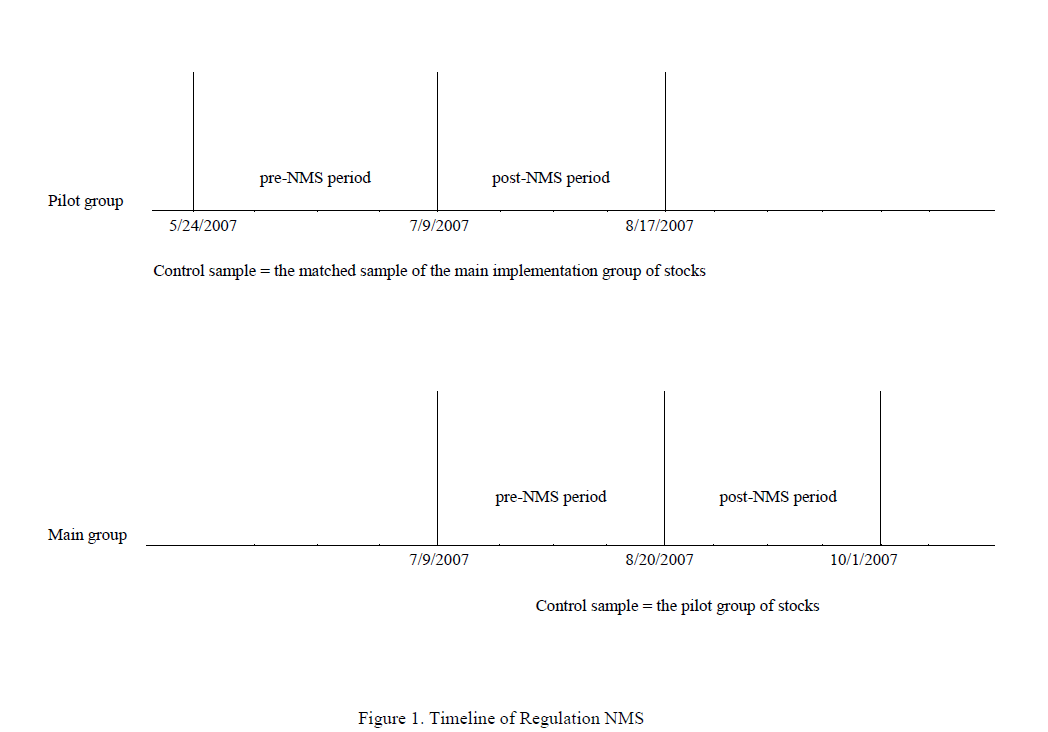 pre-NMS period
post-NMS period
Pilot group
5/24/2007
7/9/2007
8/17/2007
Control sample = the matched sample of the main implementation group of stocks
pre-NMS period
post-NMS period
Main group
7/9/2007
8/20/2007
10/1/2007
Control sample = the pilot group of stocks
Figure 1. Timeline of Regulation NMS